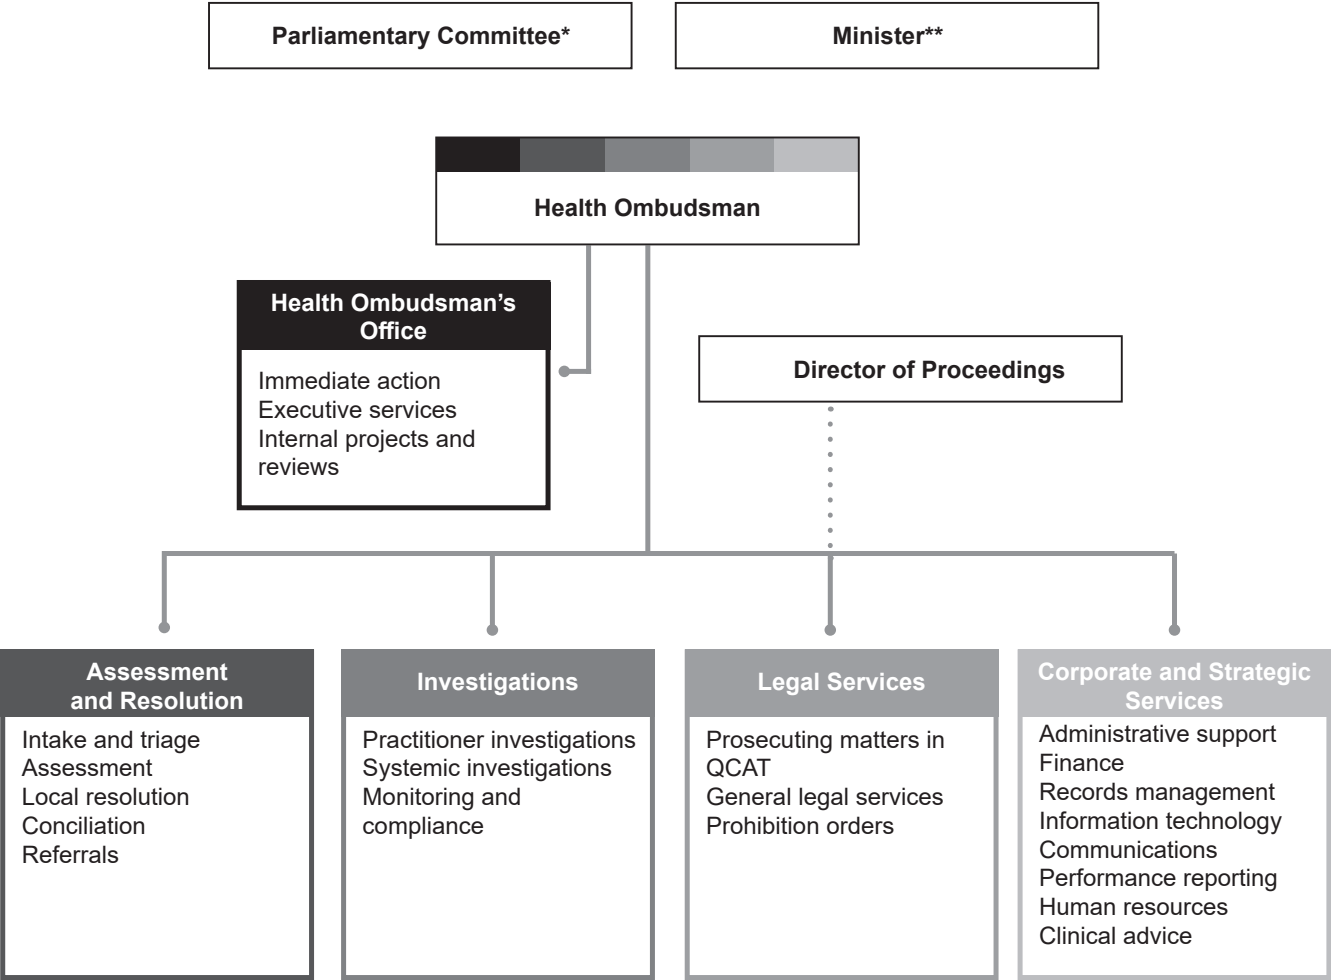 Parliamentary Committee*
Minister**
Health Ombudsman
Health Ombudsman’s
Office
Immediate action
Executive services
Internal projects and
reviews
Director of Proceedings
Assessment
and Resolution
Intake and triage
Assessment
Local resolution
Conciliation
Referrals
Investigations
Practitioner investigations
Systemic investigations
Monitoring and
compliance
Legal Services
Prosecuting matters in
QCAT
General legal services
Prohibition orders
Corporate and Strategic
Services
Administrative support
Finance
Records management
Information technology
Communications
Performance reporting
Human resources
Clinical advice